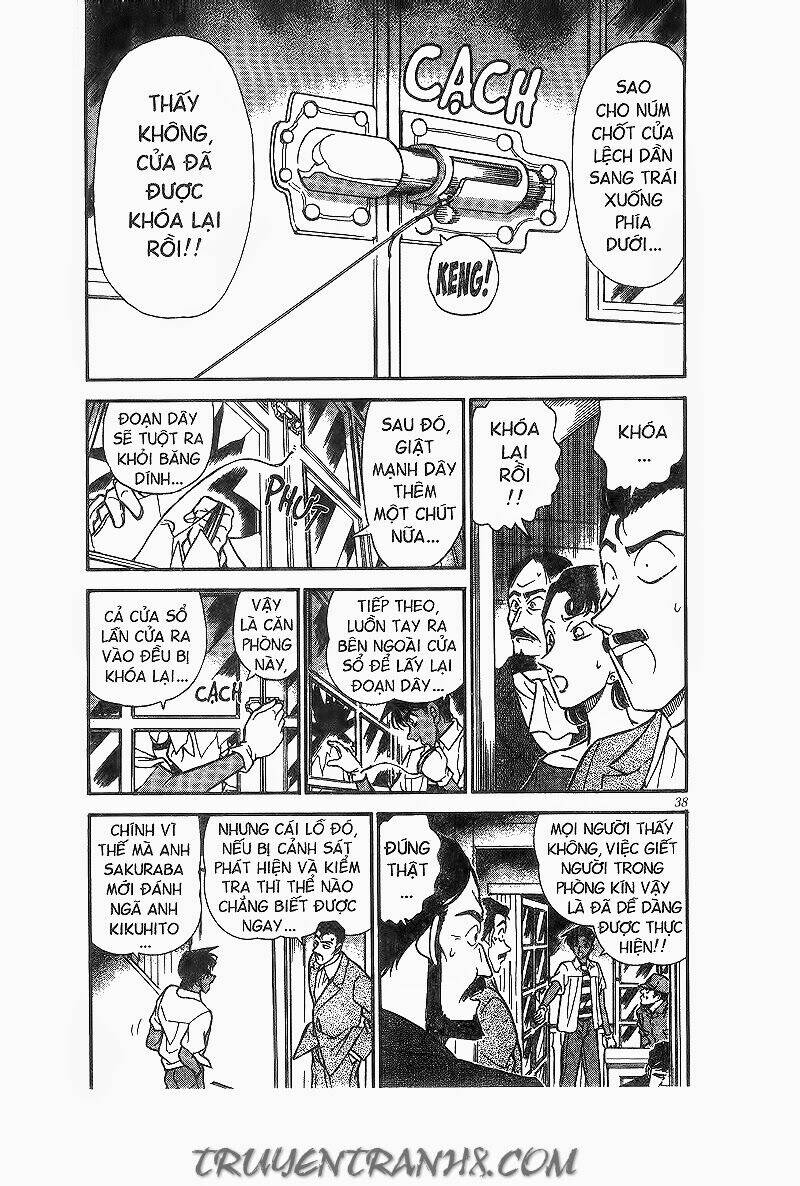 SAO
CHO NÚM
CHỐT CỬA
LỆCH DẦN
SANG TRÁI
XUỐNG
PHÍA
DƯỚI...
CẠCH
KENG!
THẤY
KHÔNG,
CỬA ĐÃ
ĐƯỢC
KHÓA LẠI
RỒI!!
KHÓA
...
KHÓA
LẠI
RỒI
!!
SAU ĐÓ,
GIẬT
MẠNH DÂY
THÊM
MỘT CHÚT
NỮA...
PHỰT
ĐOẠN DÂY
SẼ TUỘT RA
KHỎI BĂNG
DÍNH...
TIẾP THEO,
LUỒN TAY RA
BÊN NGOÀI CỬA
SỔ ĐỂ LẤY LẠI
ĐOẠN DÂY...
VẬY
LÀ CĂN
PHÒNG
NÀY,
CẢ CỬA SỔ
LẪN CỬA RA
VÀO ĐỀU BỊ
KHÓA LẠI...
CẠCH
38
MỌI NGƯỜI THẤY
KHÔNG, VIỆC GIẾT
NGƯỜI TRONG
PHÒNG KÍN VẬY
LÀ ĐÃ DỄ DÀNG
ĐƯỢC THỰC
HIỆN!!
ĐÚNG
THẬT
...
NHƯNG CÁI LỖ ĐÓ,
NẾU BỊ CẢNH SÁT
PHÁT HIỆN VÀ KIỂM
TRA THÌ THẾ NÀO
CHẲNG BIẾT ĐƯỢC
NGAY...
CHÍNH VÌ
THẾ MÀ ANH
SAKURABA
MỚI ĐÁNH
NGÃ ANH
KIKUHITO
...
TRUYENTRANH8.COM